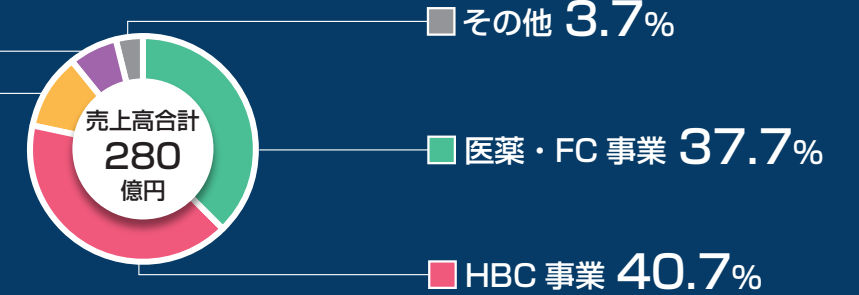 その他 3.7%
売上高合計
280
億円
医薬・FC 事業 37.7%
HBC 事業 40.7%